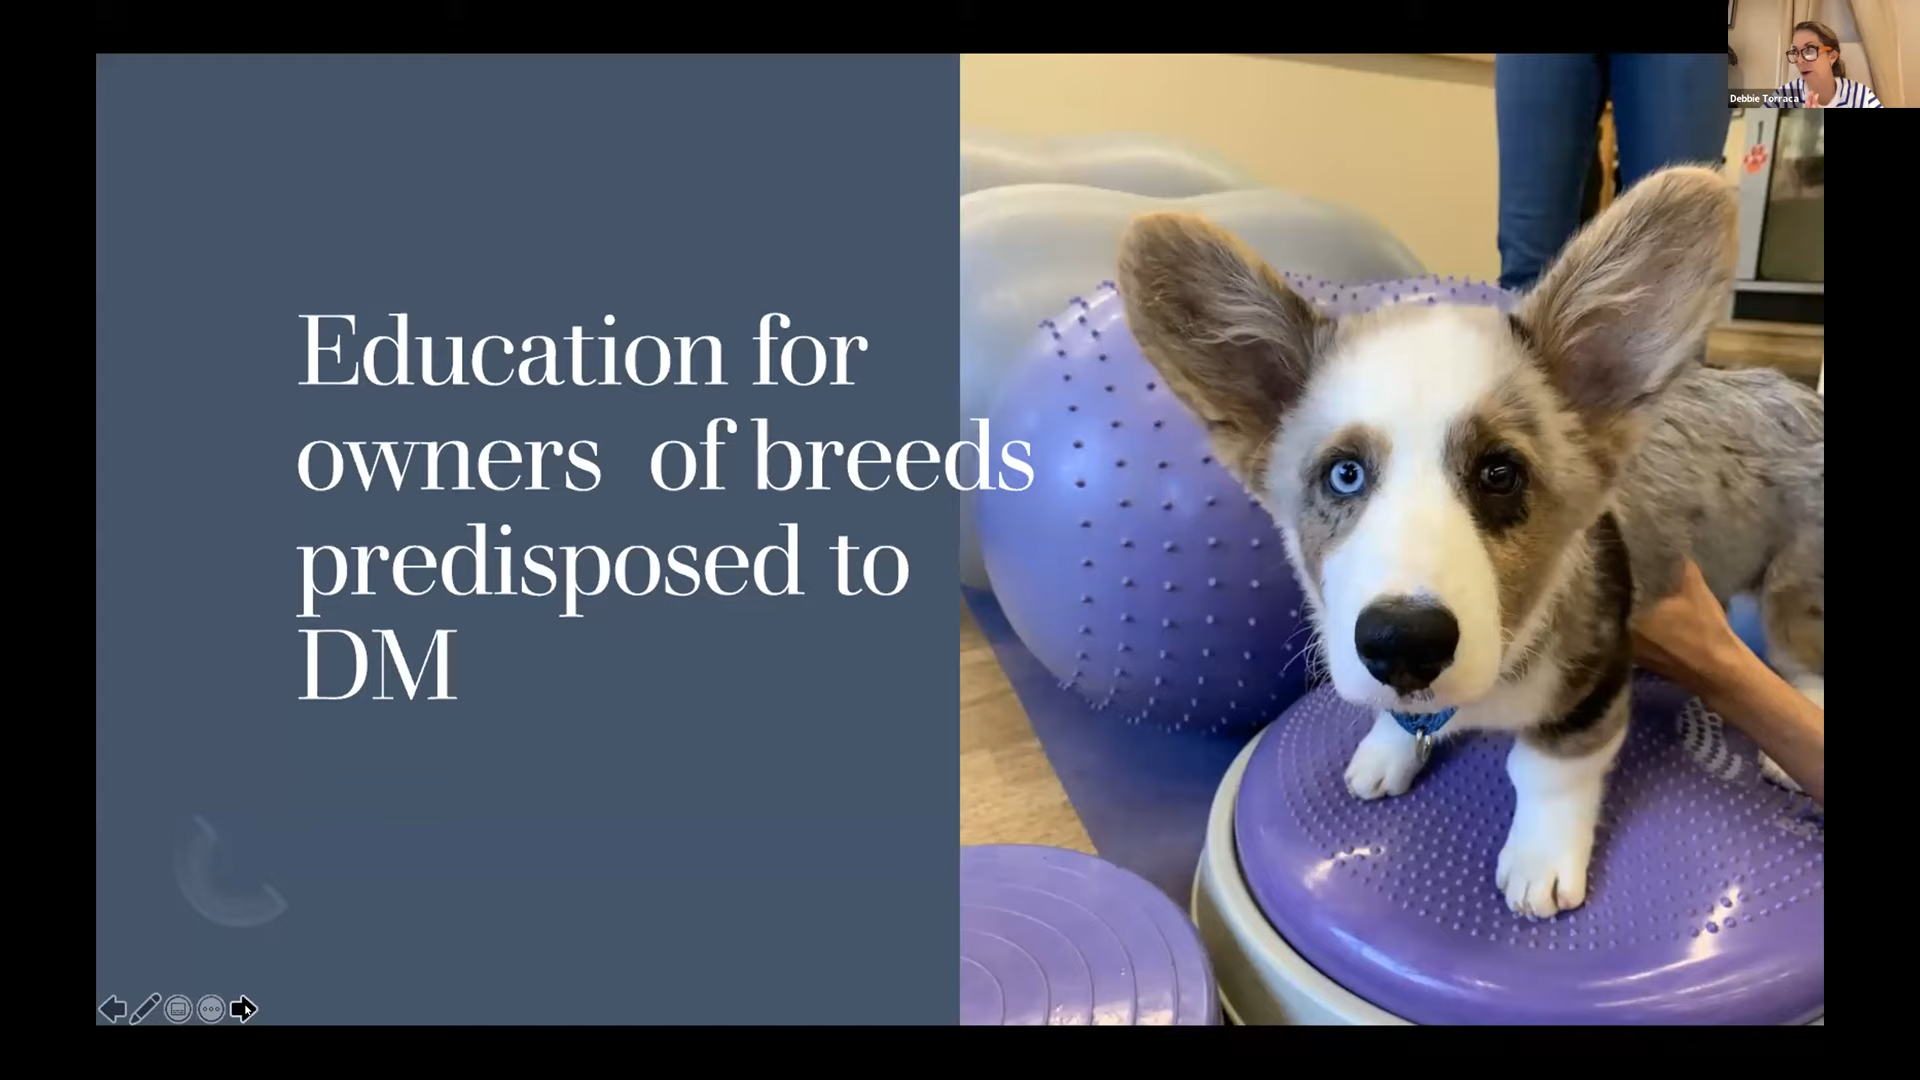 Debbie Torraca
Education for
owners  of breeds
predisposed to
DM